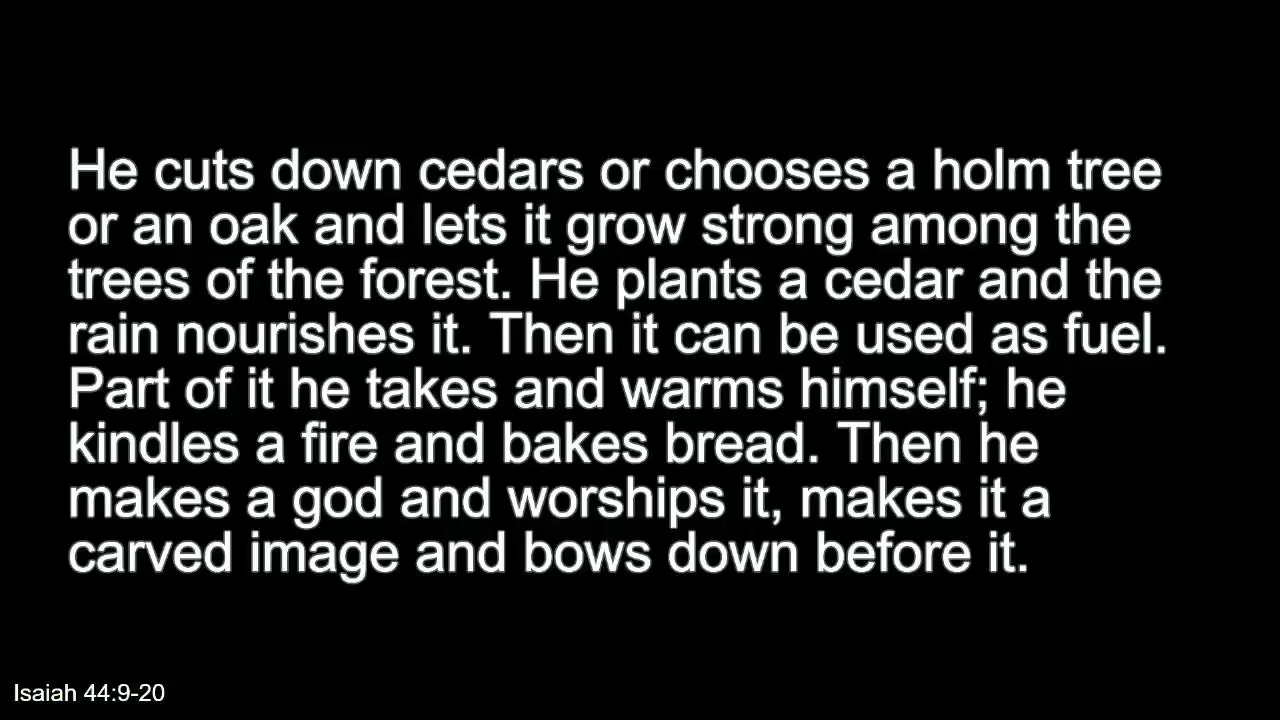 He cuts down cedars or chooses a holm tree
or an oak and lets it grow strong among the
trees of the forest. He plants a cedar and the
rain nourishes it. Then it can be used as fuel.
Part of it he takes and warms himself; he
kindles a fire and bakes bread. Then he
makes a god and worships it, makes it a
carved image and bows down before it.
Isaiah 44:9-20